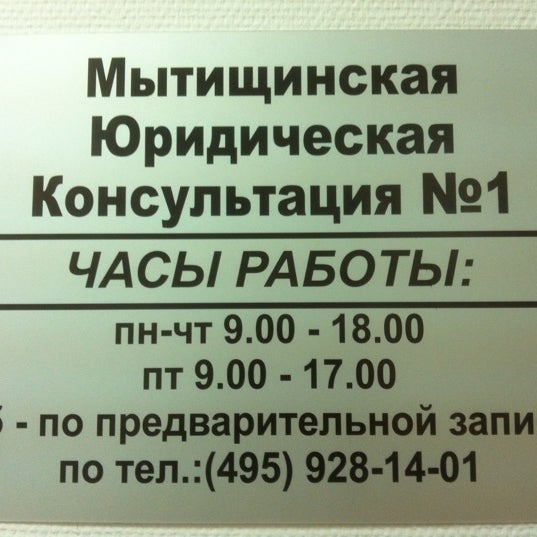 Мытищинская
Юридическая
Консультация №1
ЧАСЫ РАБОТЫ:
пн-чт 9.00 - 18.00
пт 9.00 - 17.00
- по предварительной
по тел.:(495) 928-14-01